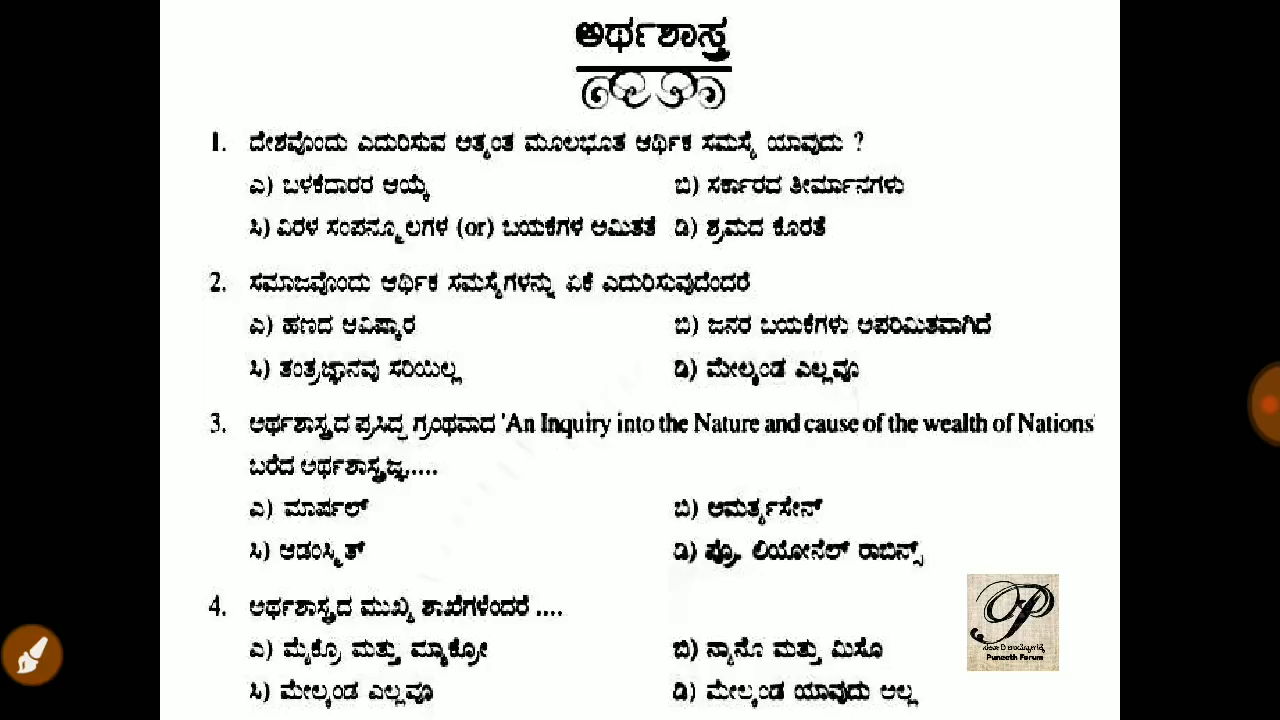 ಅರ್ಥಶಾಸ್ತ್ರ
1. ದೇಶವೊಂದು ಎದುರಿಸುವ ಅತ್ಯಂತ ಮೂಲಭೂತ ಆರ್ಥಿಕ ಸಮಸ್ಯೆ ಯಾವುದು ?
ಎ) ಬಳಕೆದಾರರ ಆಯ್ಕೆ ಬಿ) ಸರ್ಕಾರದ ತೀರ್ಮಾನಗಳು
ಸಿ) ವಿರಳ ಸಂಪನ್ಮೂಲಗಳ (or) ಬಯಕೆಗಳ ಅಮಿತತೆ ಡಿ) ಶ್ರಮದ ಕೊರತೆ
2. ಸಮಾಜವೊಂದು ಆರ್ಥಿಕ ಸಮಸ್ಯೆಗಳನ್ನು ಏಕೆ ಎದುರಿಸುವುದೆಂದರೆ
ಎ) ಹಣದ ಆವಿಷ್ಕಾರ ಬಿ) ಜನರ ಬಯಕೆಗಳು ಅಪರಿಮಿತವಾಗಿದೆ
ಸಿ) ತಂತ್ರಜ್ಞಾನವು ಸರಿಯಿಲ್ಲ ಡಿ) ಮೇಲ್ಕಂಡ ಎಲ್ಲವೂ
3. ಅರ್ಥಶಾಸ್ತ್ರದ ಪ್ರಸಿದ್ಧ ಗ್ರಂಥವಾದ 'An Inquiry into the Nature and cause of the wealth of Nations'
ಬರೆದ ಅರ್ಥಶಾಸ್ತ್ರಜ್ಞ.....
ಎ) ಮಾರ್ಷಲ್ ಬಿ) ಅಮರ್ತ್ಯಸೇನ್
ಸಿ) ಆಡಂಸ್ಮಿತ್ ಡಿ) ಪ್ರೊ. ಲಿಯೋನೆಲ್ ರಾಬಿನ್ಸ್
4. ಅರ್ಥಶಾಸ್ತ್ರದ ಮುಖ್ಯ ಶಾಖೆಗಳೆಂದರೆ ....
ಎ) ಮೈಕ್ರೊ ಮತ್ತು ಮ್ಯಾಕ್ರೋ ಬಿ) ನ್ಯಾನೊ ಮತ್ತು ಮಿಸೊ
ಸಿ) ಮೇಲ್ಕಂಡ ಎಲ್ಲವೂ ಡಿ) ಮೇಲ್ಕಂಡ ಯಾವುದು ಅಲ್ಲ
P
Puneeth Forum